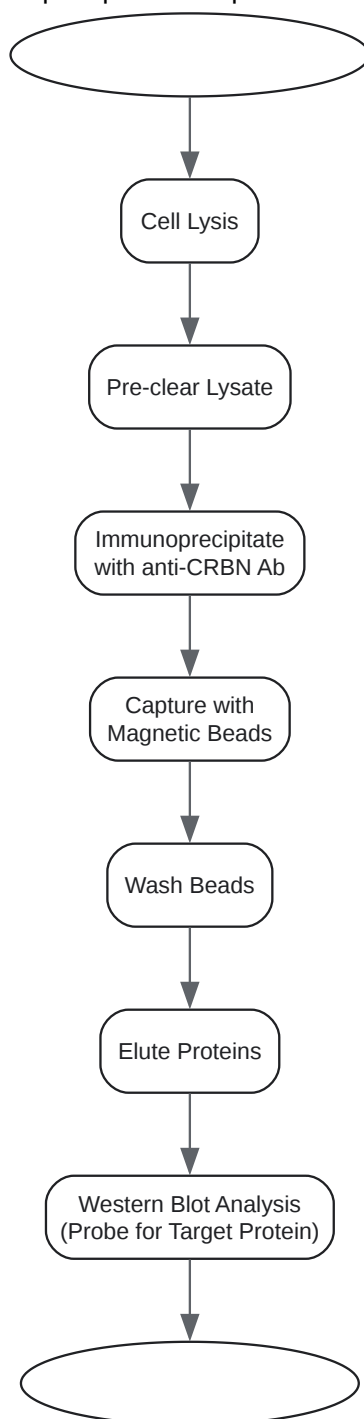 Cell Lysis
Pre-clear Lysate
Immunoprecipitate
with anti-CRBN Ab
Capture with
Magnetic Beads
Wash Beads
Elute Proteins
Western Blot Analysis
(Probe for Target Protein)